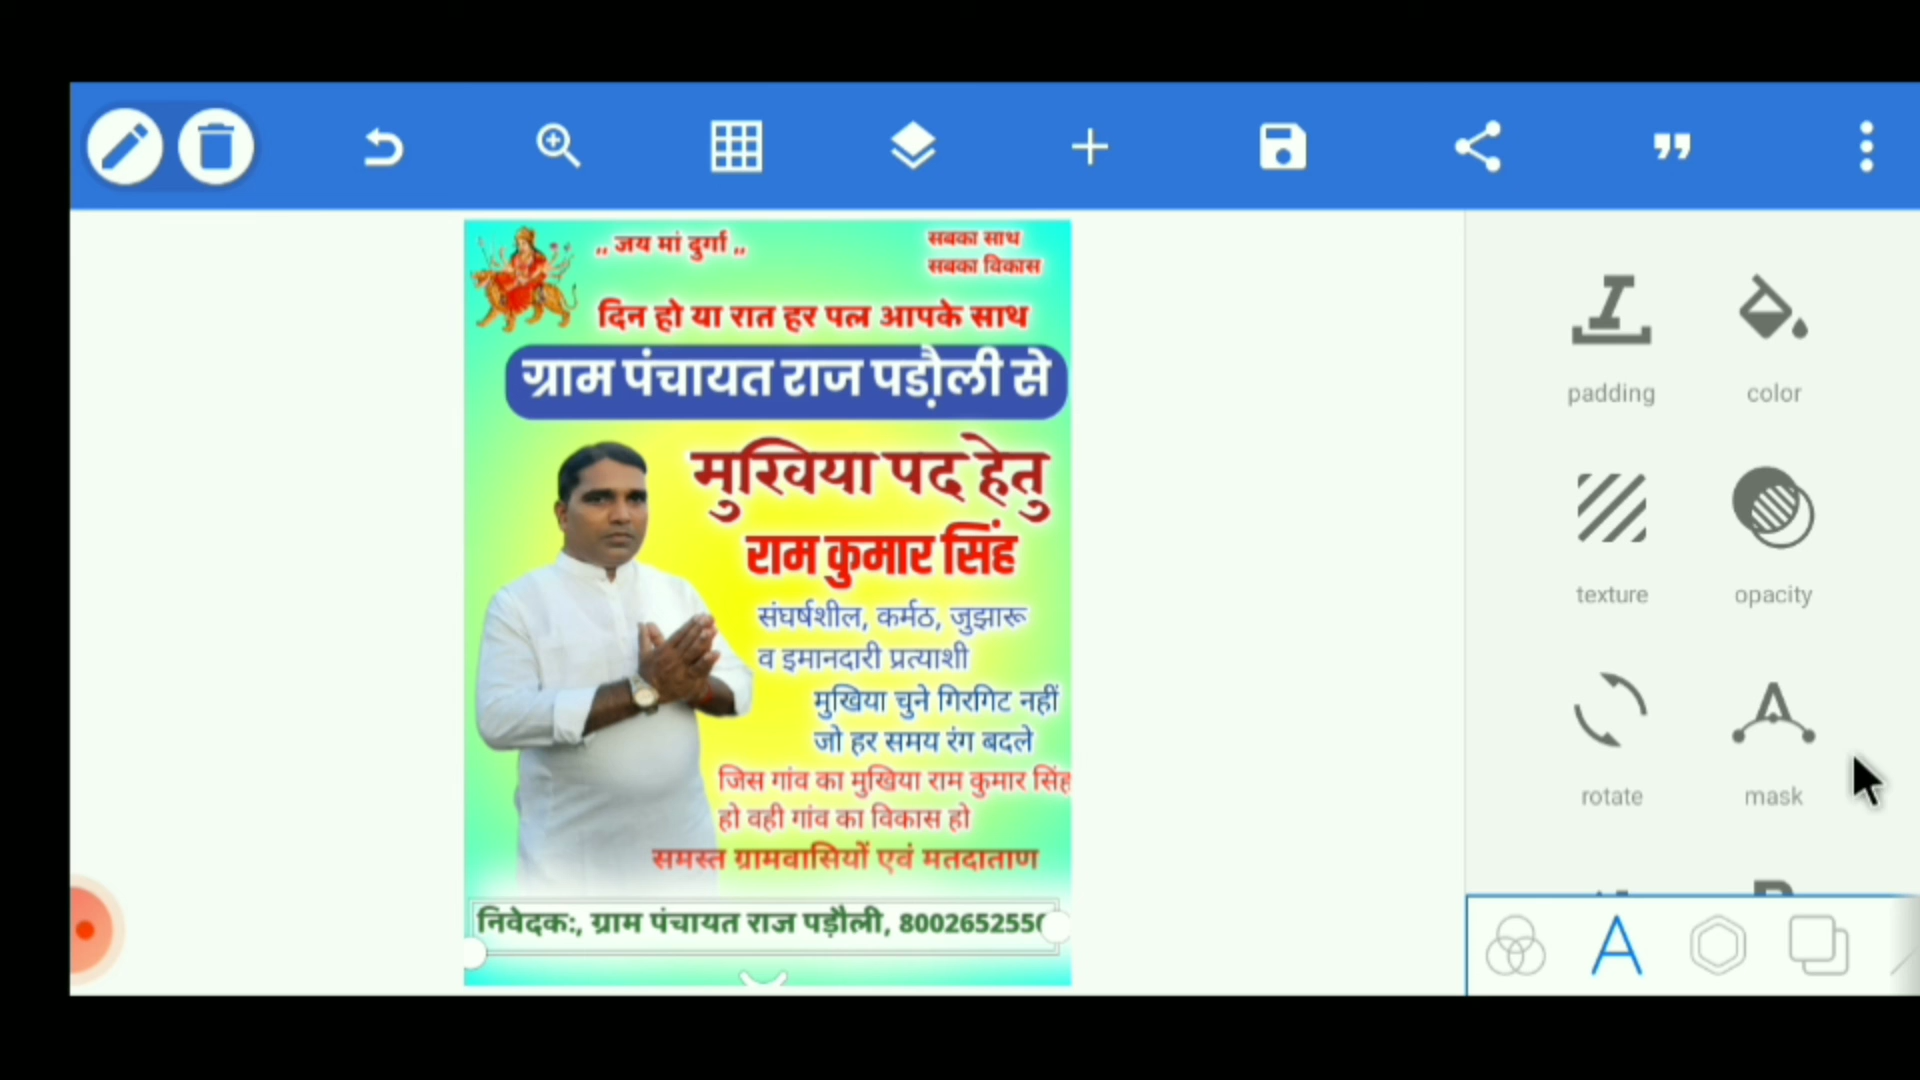 ,, जय मां दुर्गा ,,
सबका साथ
सबका विकास
दिन हो या रात हर पल आपके साथ
ग्राम पंचायत राज पड़ौली से
मुखिया पद हेतु
राम कुमार सिंह
संघर्षशील, कर्मठ, जुझारू
व इमानदारी प्रत्याशी
मुखिया चुने गिरगिट नहीं
जो हर समय रंग बदले
जिस गांव का मुखिया राम कुमार सिंह
हो वही गांव का विकास हो
समस्त ग्रामवासियों एवं मतदाताण
निवेदक:, ग्राम पंचायत राज पड़ौली,
padding
color
texture
opacity
rotate
mask